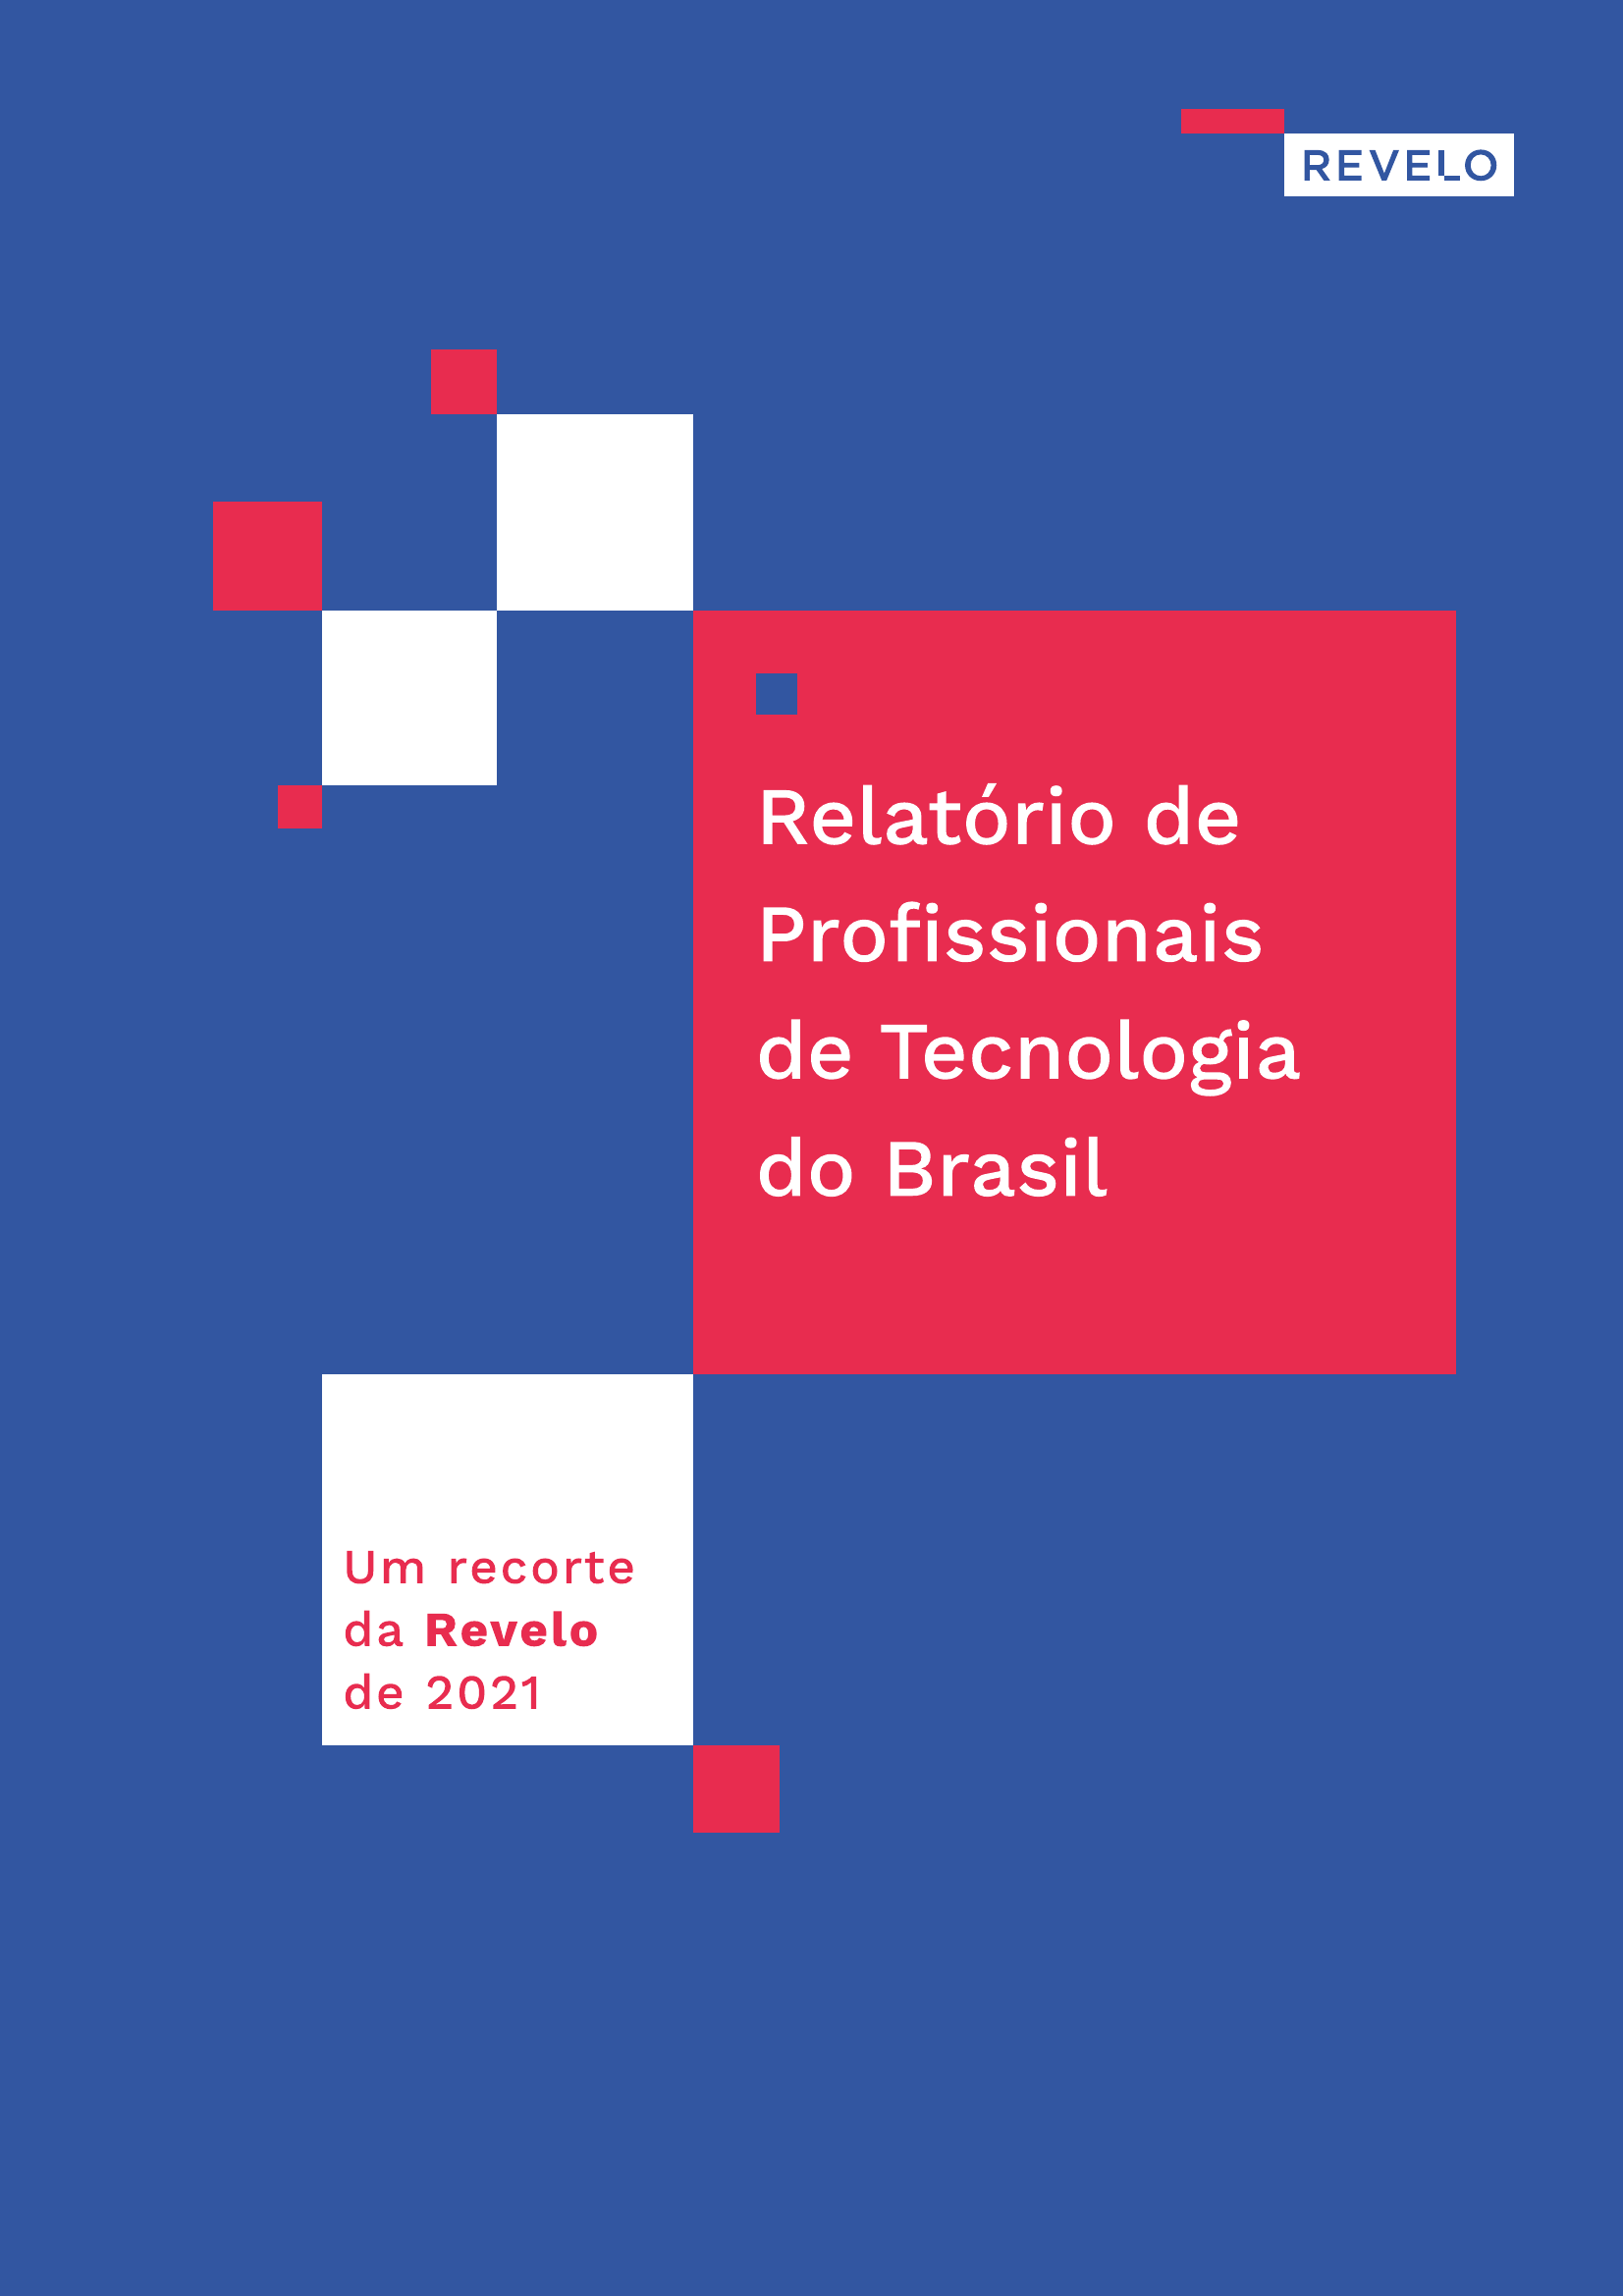 REVELO
Relatório de
Profissionais
de Tecnologia
do Brasil
Um recorte
da Revelo
de 2021